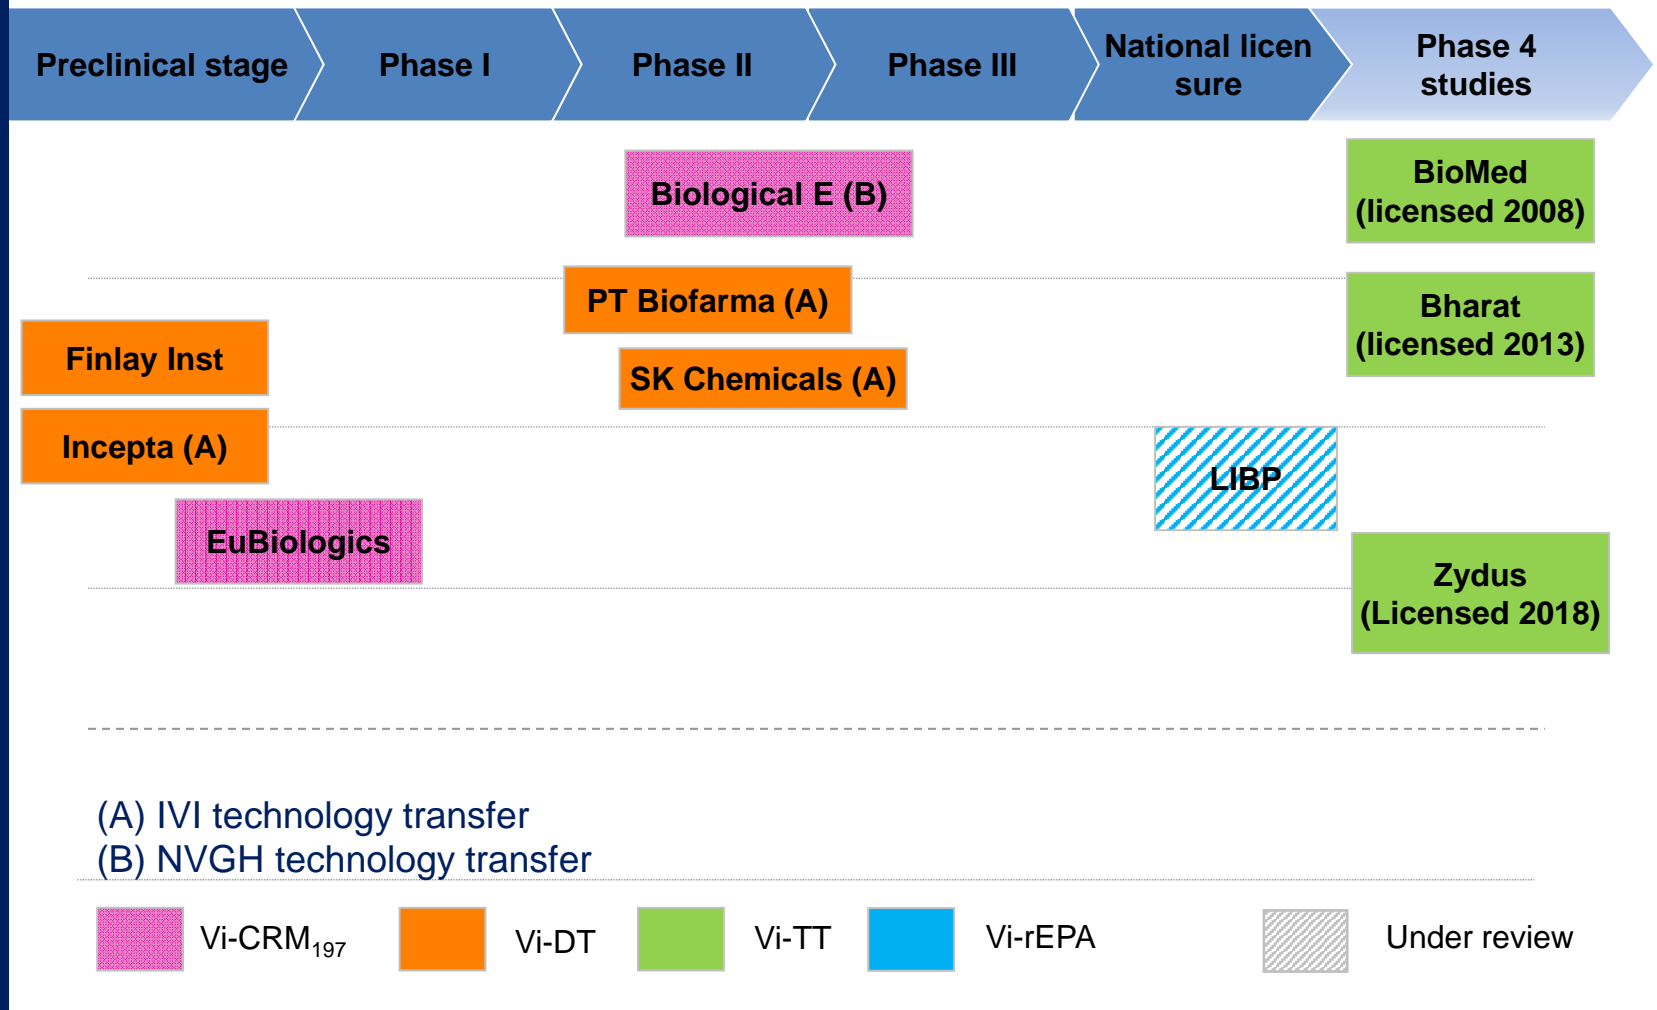 Preclinical stage
Phase I
Phase II
Phase III
National licen
sure
Phase 4
studies
Biological E (B)
BioMed
(licensed 2008)
PT Biofarma (A)
Bharat
(licensed 2013)
Finlay Inst
SK Chemicals (A)
Incepta (A)
LIBP
EuBiologics
Zydus
(Licensed 2018)
(A) IVI technology transfer
(B) NVGH technology transfer
Vi-CRM197
Vi-DT
Vi-TT
Vi-rEPA
Under review